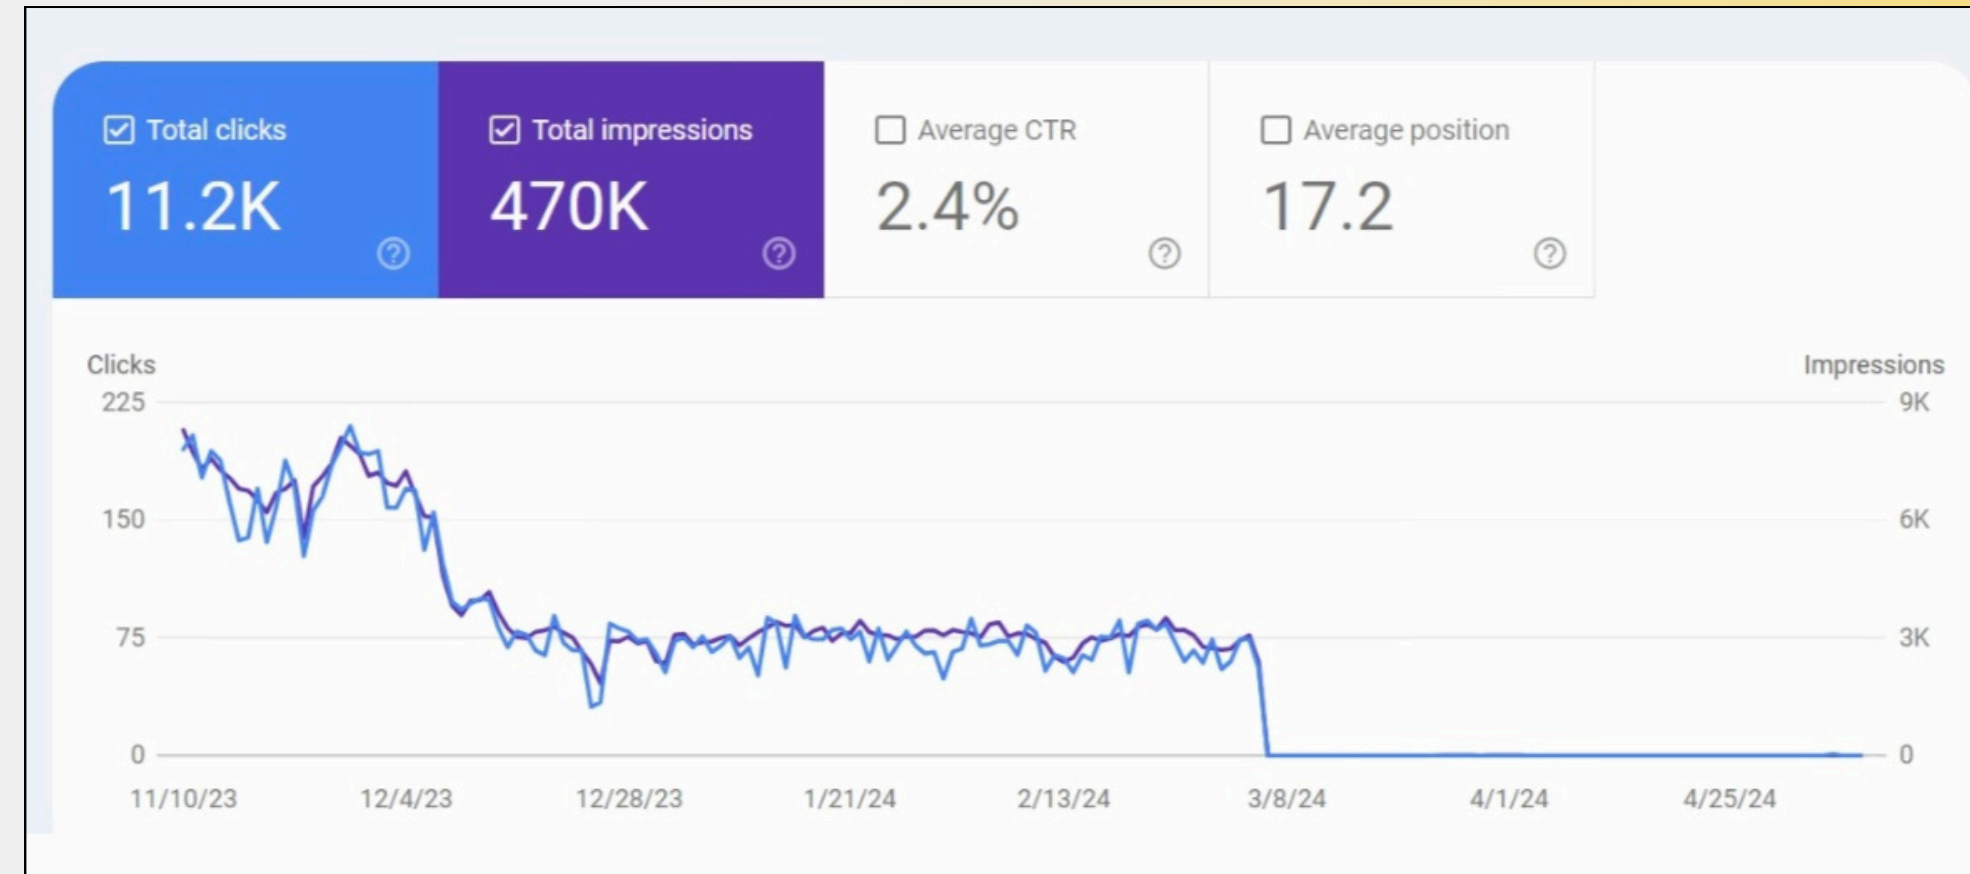 Total clicks
11.2K
Total impressions
470K
Average CTR
2.4%
Average position
17.2
Clicks
Impressions
225
9K
150
6K
75
3K
0
0
11/10/23
12/4/23
12/28/23
1/21/24
2/13/24
3/8/24
4/1/24
4/25/24